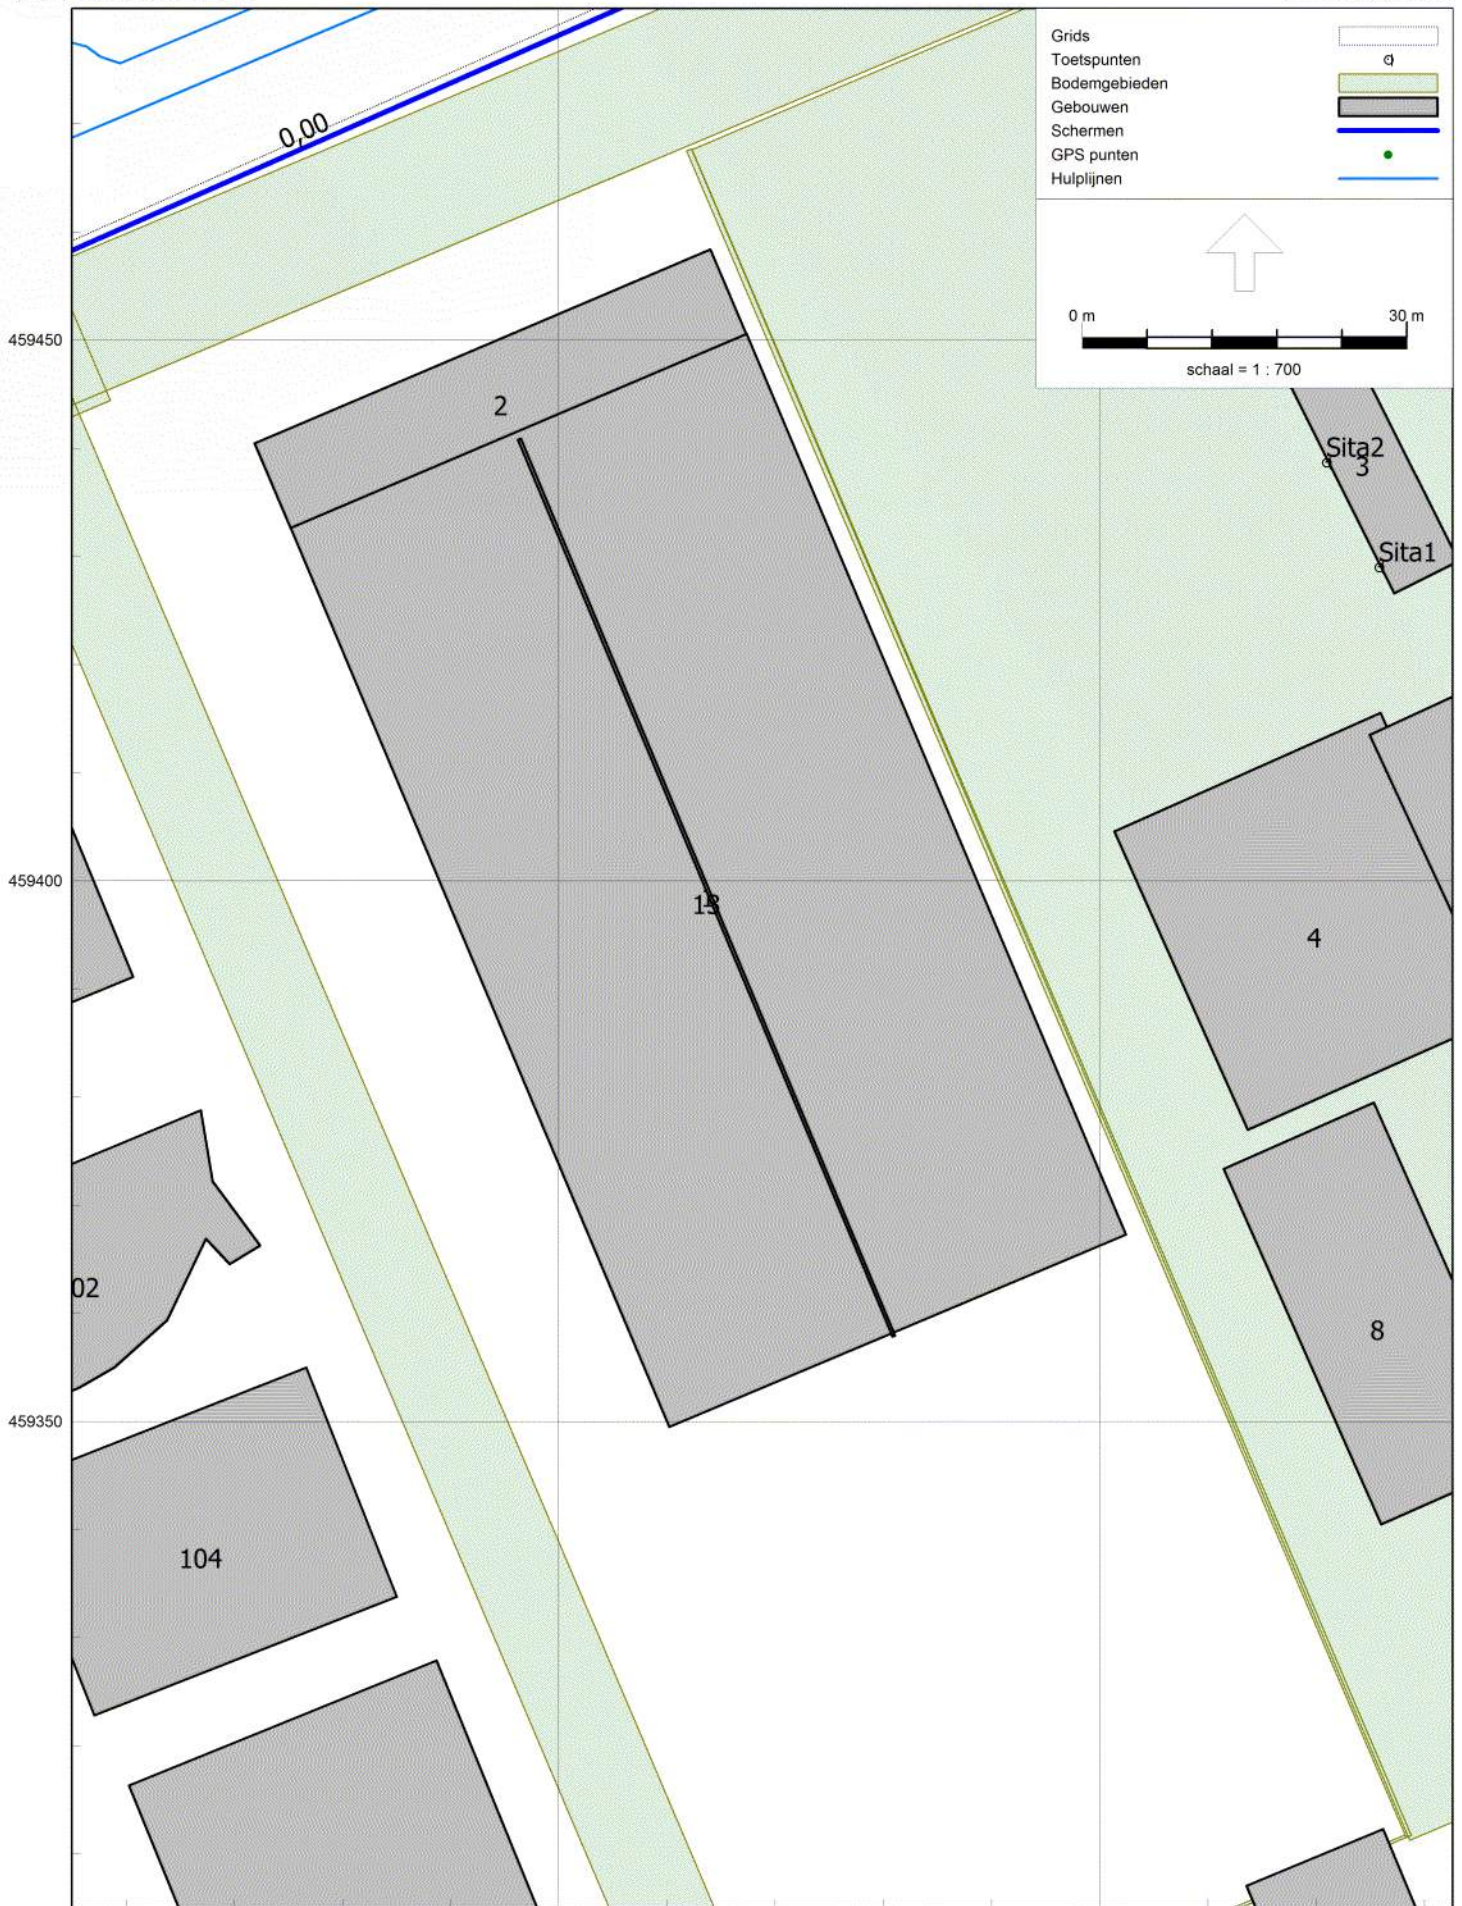 Grids
Toetspunten
Bodemgebieden
Gebouwen
Schermen
GPS punten
Hulplijnen
0 m 30 m
schaal = 1 : 700
0,00
459450
2
Sita2
3
Sita1
459400
4
02
8
459350
104